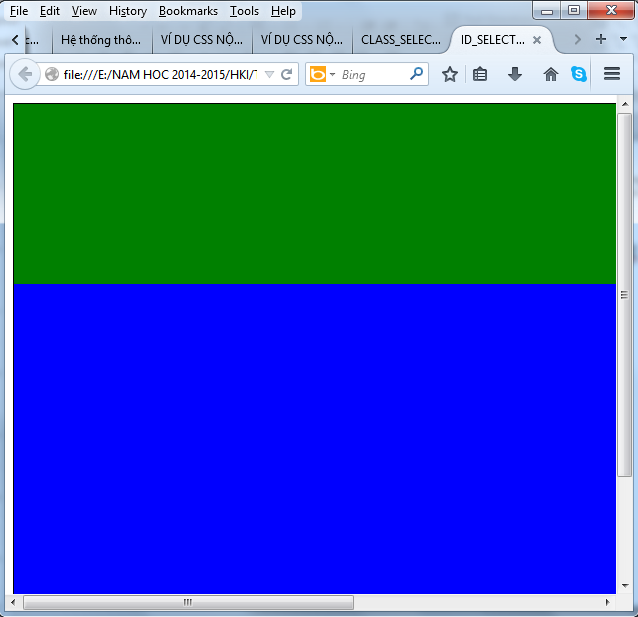 File Edit View History Bookmarks Tools Help
c... Hệ thống thô... VÍ DỤ CSS NỘ... VÍ DỤ CSS NỘ... CLASS_SELEC... ID_SELECT...
file:///E:/NAM HOC 2014-2015/HKI/ Bing